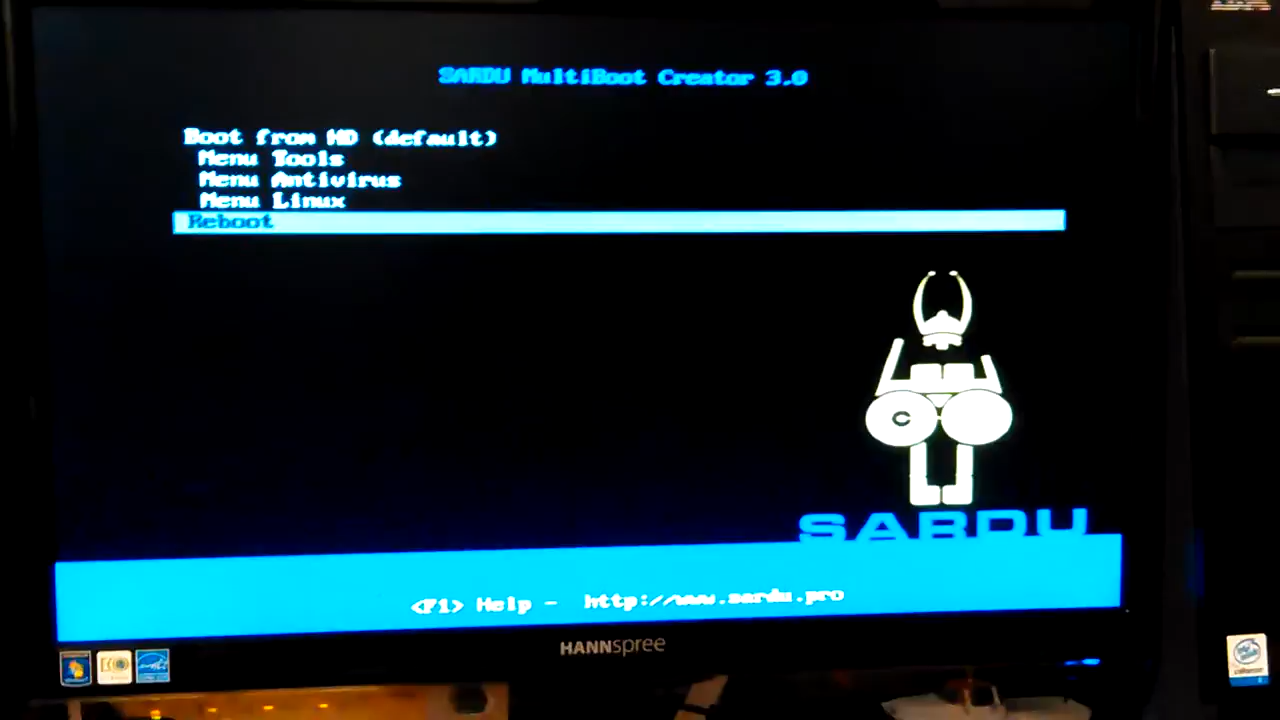 SARDU MultiBoot Creator 3.0
Boot from HD (default)
Menu Tools
Menu Antivirus
Menu Linux
Reboot
C
SARDU
<F1> Help - http://www.sardu.pro
HANNspree